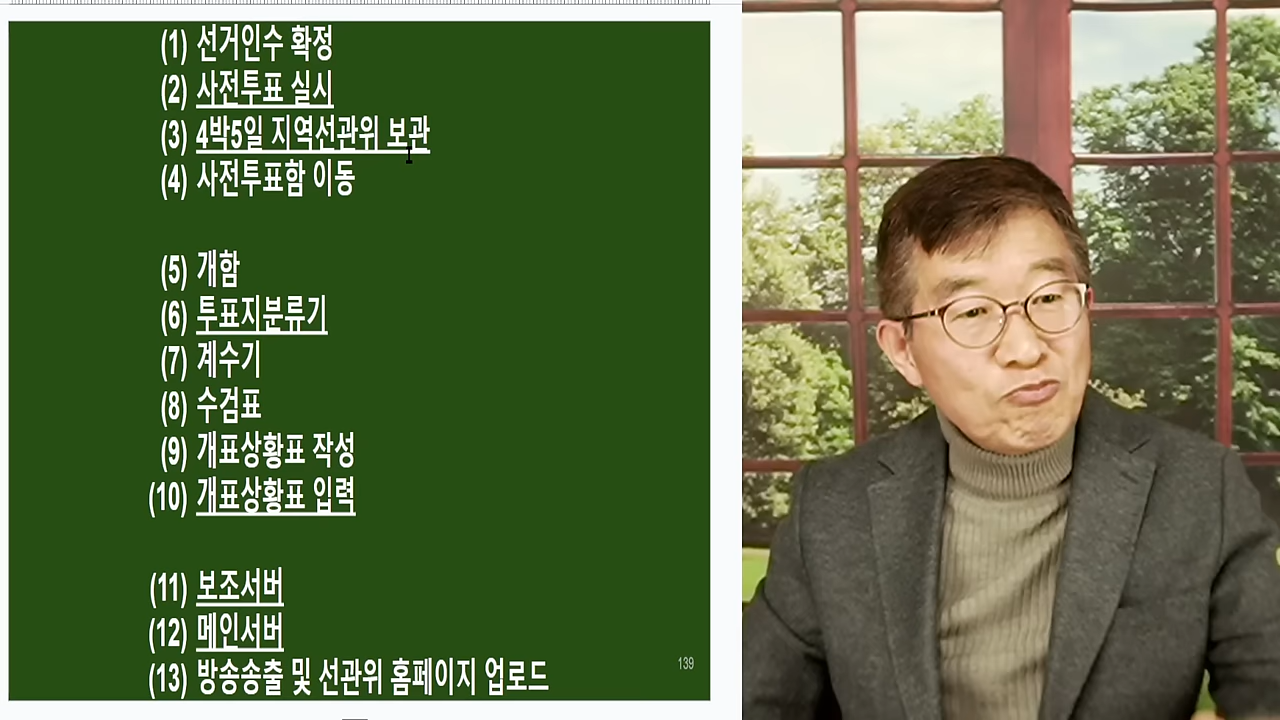 (1) 선거인수 확정
(2) 사전투표 실시
(3) 4박5일 지역선관위 보관
(4) 사전투표함 이동
(5) 개함
(6) 투표지분류기
(7) 계수기
(8) 수검표
(9) 개표상황표 작성
(10) 개표상황표 입력
(11) 보조서버
(12) 메인서버
(13) 방송송출 및 선관위 홈페이지 업로드
139